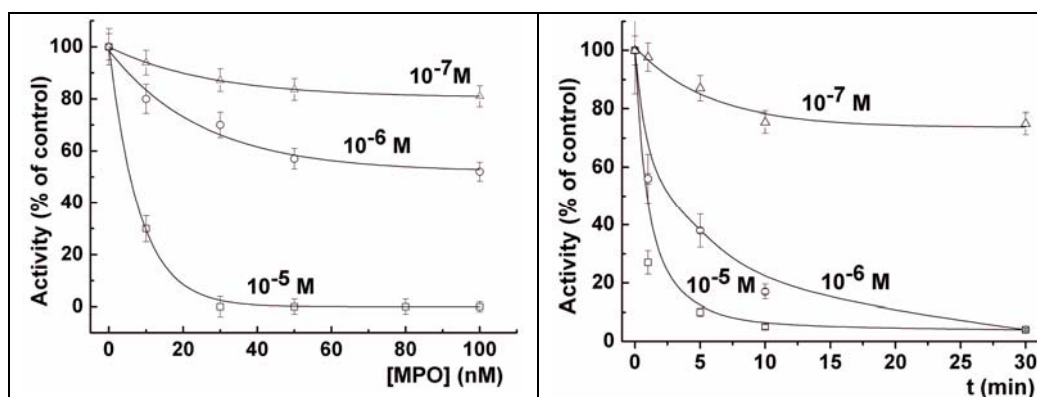 Activity (% of control)
100
80
60
40
20
0
10⁻⁷ M
10⁻⁶ M
10⁻⁵ M
0 20 40 60 80 100
[MPO] (nM)
Activity (% of control)
100
80
60
40
20
0
10⁻⁷ M
10⁻⁵ M
10⁻⁶ M
0 5 10 15 20 25 30
t (min)